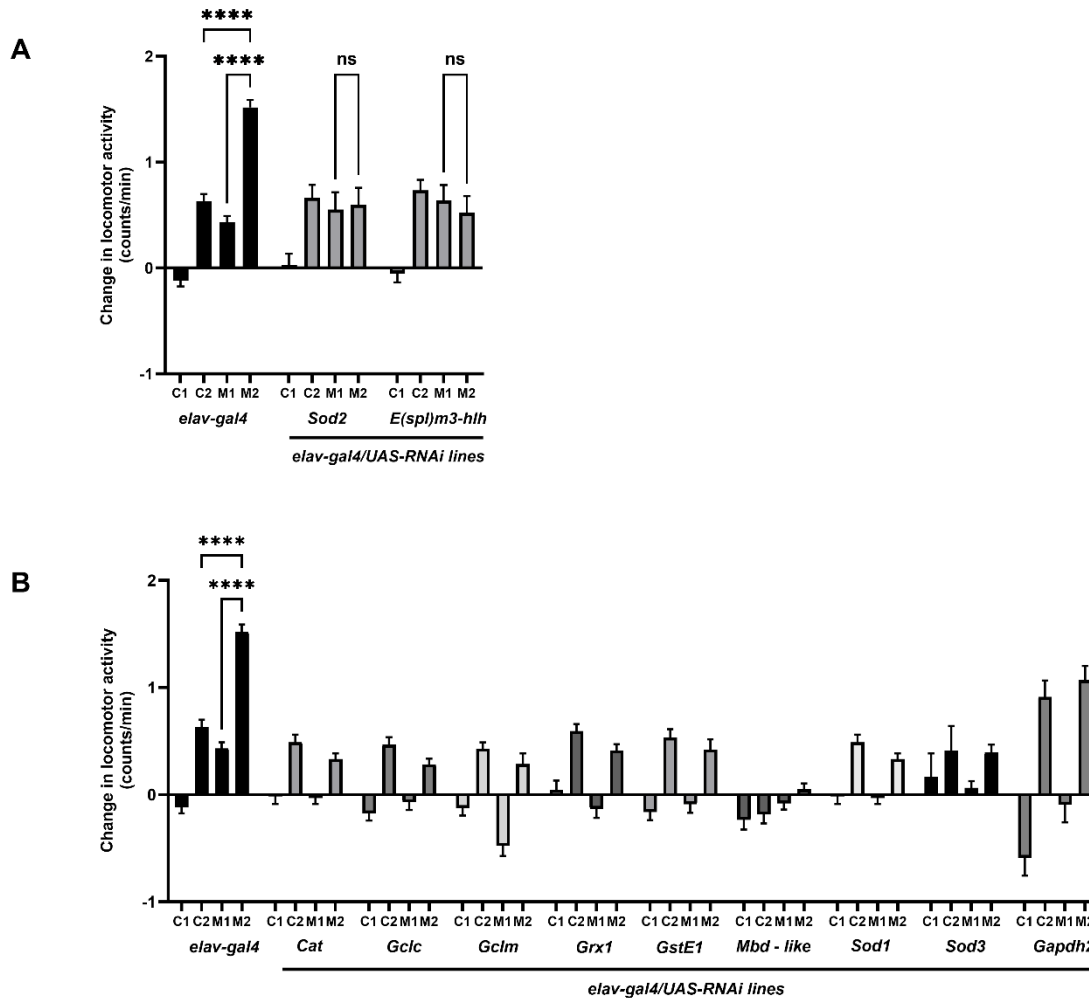 A
****
****
ns
ns
Change in locomotor activity
(counts/min)
2
1
0
-1
C1 C2 M1 M2 C1 C2 M1 M2 C1 C2 M1 M2
elav-gal4 Sod2 E(spl)m3-hlh
elav-gal4/UAS-RNAi lines
B
****
****
Change in locomotor activity
(counts/min)
2
1
0
-1
C1 C2 M1 M2 C1 C2 M1 M2 C1 C2 M1 M2 C1 C2 M1 M2 C1 C2 M1 M2 C1 C2 M1 M2 C1 C2 M1 M2 C1 C2 M1 M2 C1 C2 M1 M2 C1 C2 M1 M2
elav-gal4 Cat Gclc Gclm Grx1 GstE1 Mbd - like Sod1 Sod3 Gapdh2
elav-gal4/UAS-RNAi lines